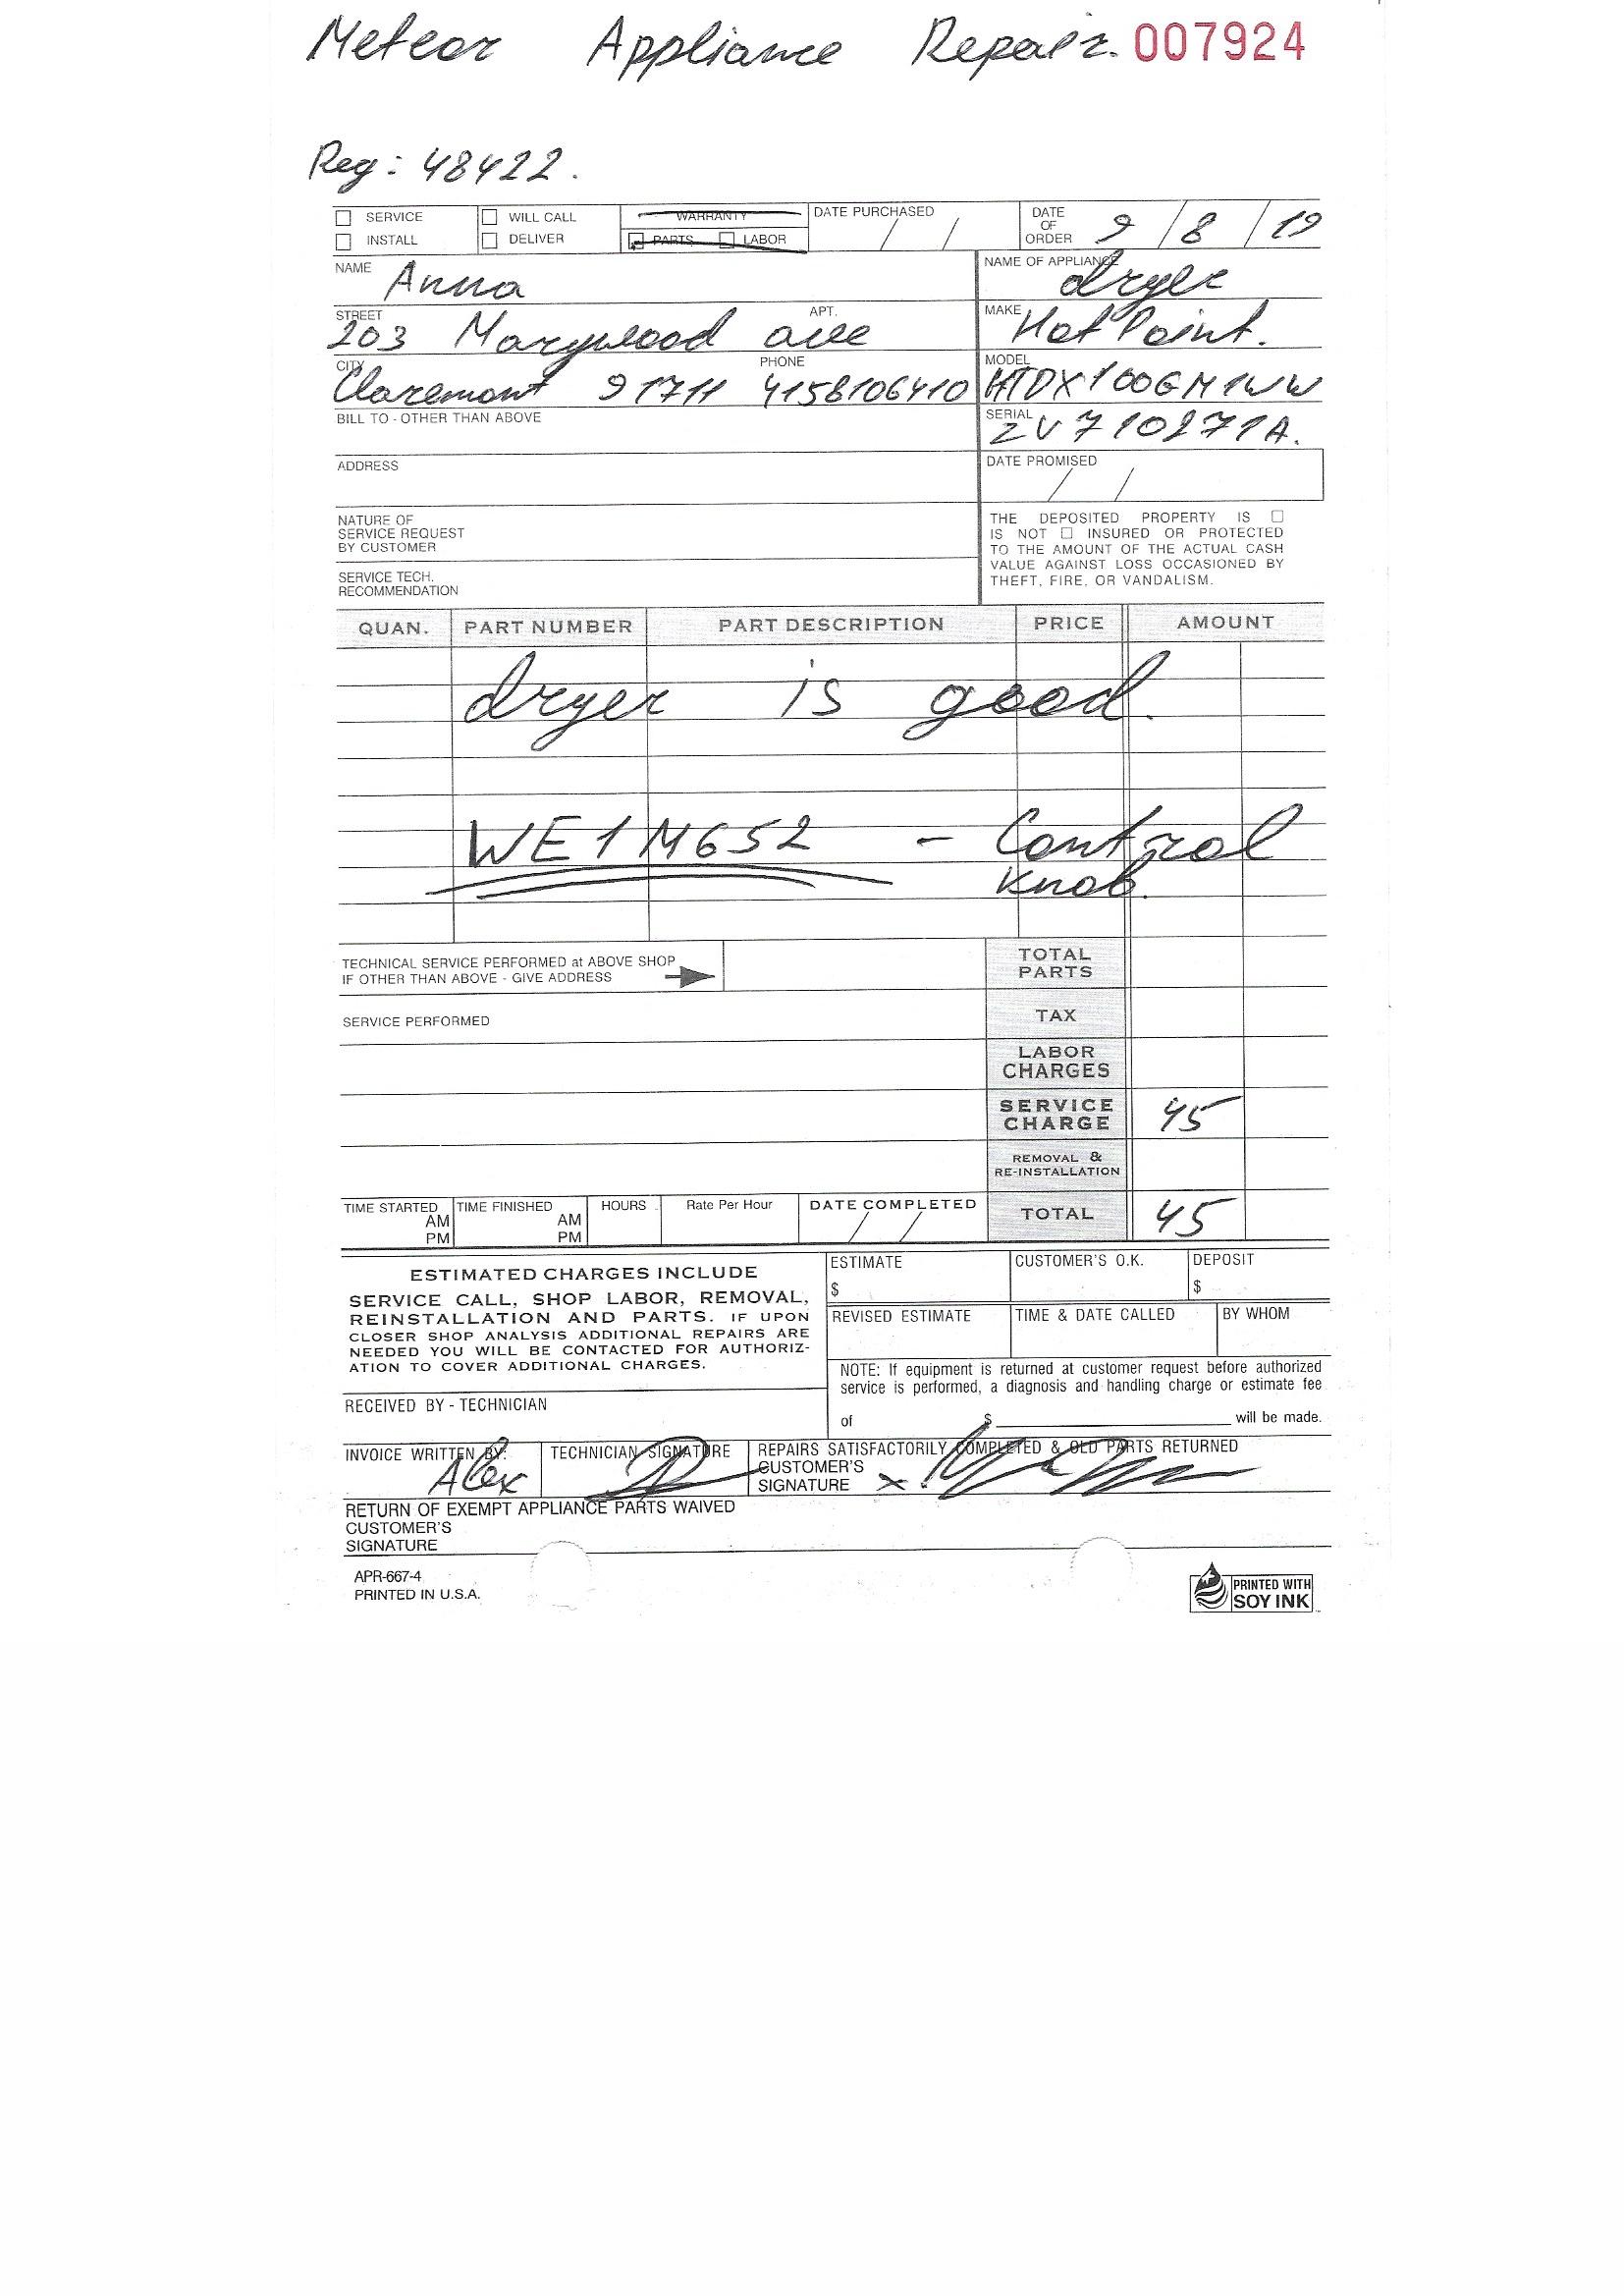 Meteor Appliance Repair. 007924
Reg: 48422.
SERVICE WILL CALL WARRANTY DATE PURCHASED / / DATE OF ORDER 9/8/19
INSTALL DELIVER PARTS LABOR
NAME Anna NAME OF APPLIANCE dryer
STREET 203 Marywood ave APT. MAKE HotPoint.
CITY Claremont 91711 PHONE 4158106410 MODEL HTDX100GM1WW
BILL TO - OTHER THAN ABOVE SERIAL ZV710271A.
ADDRESS DATE PROMISED / /
NATURE OF
SERVICE REQUEST
BY CUSTOMER
SERVICE TECH.
RECOMMENDATION
THE DEPOSITED PROPERTY IS ☐
IS NOT ☐ INSURED OR PROTECTED
TO THE AMOUNT OF THE ACTUAL CASH
VALUE AGAINST LOSS OCCASIONED BY
THEFT, FIRE, OR VANDALISM.
QUAN. PART NUMBER PART DESCRIPTION PRICE AMOUNT
dryer is good.
WE1M652 - Control
knob.
TECHNICAL SERVICE PERFORMED at ABOVE SHOP
IF OTHER THAN ABOVE - GIVE ADDRESS
TOTAL
PARTS
SERVICE PERFORMED
TAX
LABOR
CHARGES
SERVICE
CHARGE 45
REMOVAL &
RE-INSTALLATION
TIME STARTED AM PM TIME FINISHED AM PM HOURS Rate Per Hour DATE COMPLETED / / TOTAL 45
ESTIMATED CHARGES INCLUDE
SERVICE CALL, SHOP LABOR, REMOVAL,
REINSTALLATION AND PARTS. IF UPON
CLOSER SHOP ANALYSIS ADDITIONAL REPAIRS ARE
NEEDED YOU WILL BE CONTACTED FOR AUTHORIZ-
ATION TO COVER ADDITIONAL CHARGES.
ESTIMATE $ CUSTOMER'S O.K. DEPOSIT $
REVISED ESTIMATE TIME & DATE CALLED BY WHOM
NOTE: If equipment is returned at customer request before authorized
service is performed, a diagnosis and handling charge or estimate fee
of $ will be made.
RECEIVED BY - TECHNICIAN
INVOICE WRITTEN BY: Alex TECHNICIAN SIGNATURE REPAIRS SATISFACTORILY COMPLETED & OLD PARTS RETURNED
CUSTOMER'S
SIGNATURE x
RETURN OF EXEMPT APPLIANCE PARTS WAIVED
CUSTOMER'S
SIGNATURE
APR-667-4
PRINTED IN U.S.A.
PRINTED WITH
SOY INK